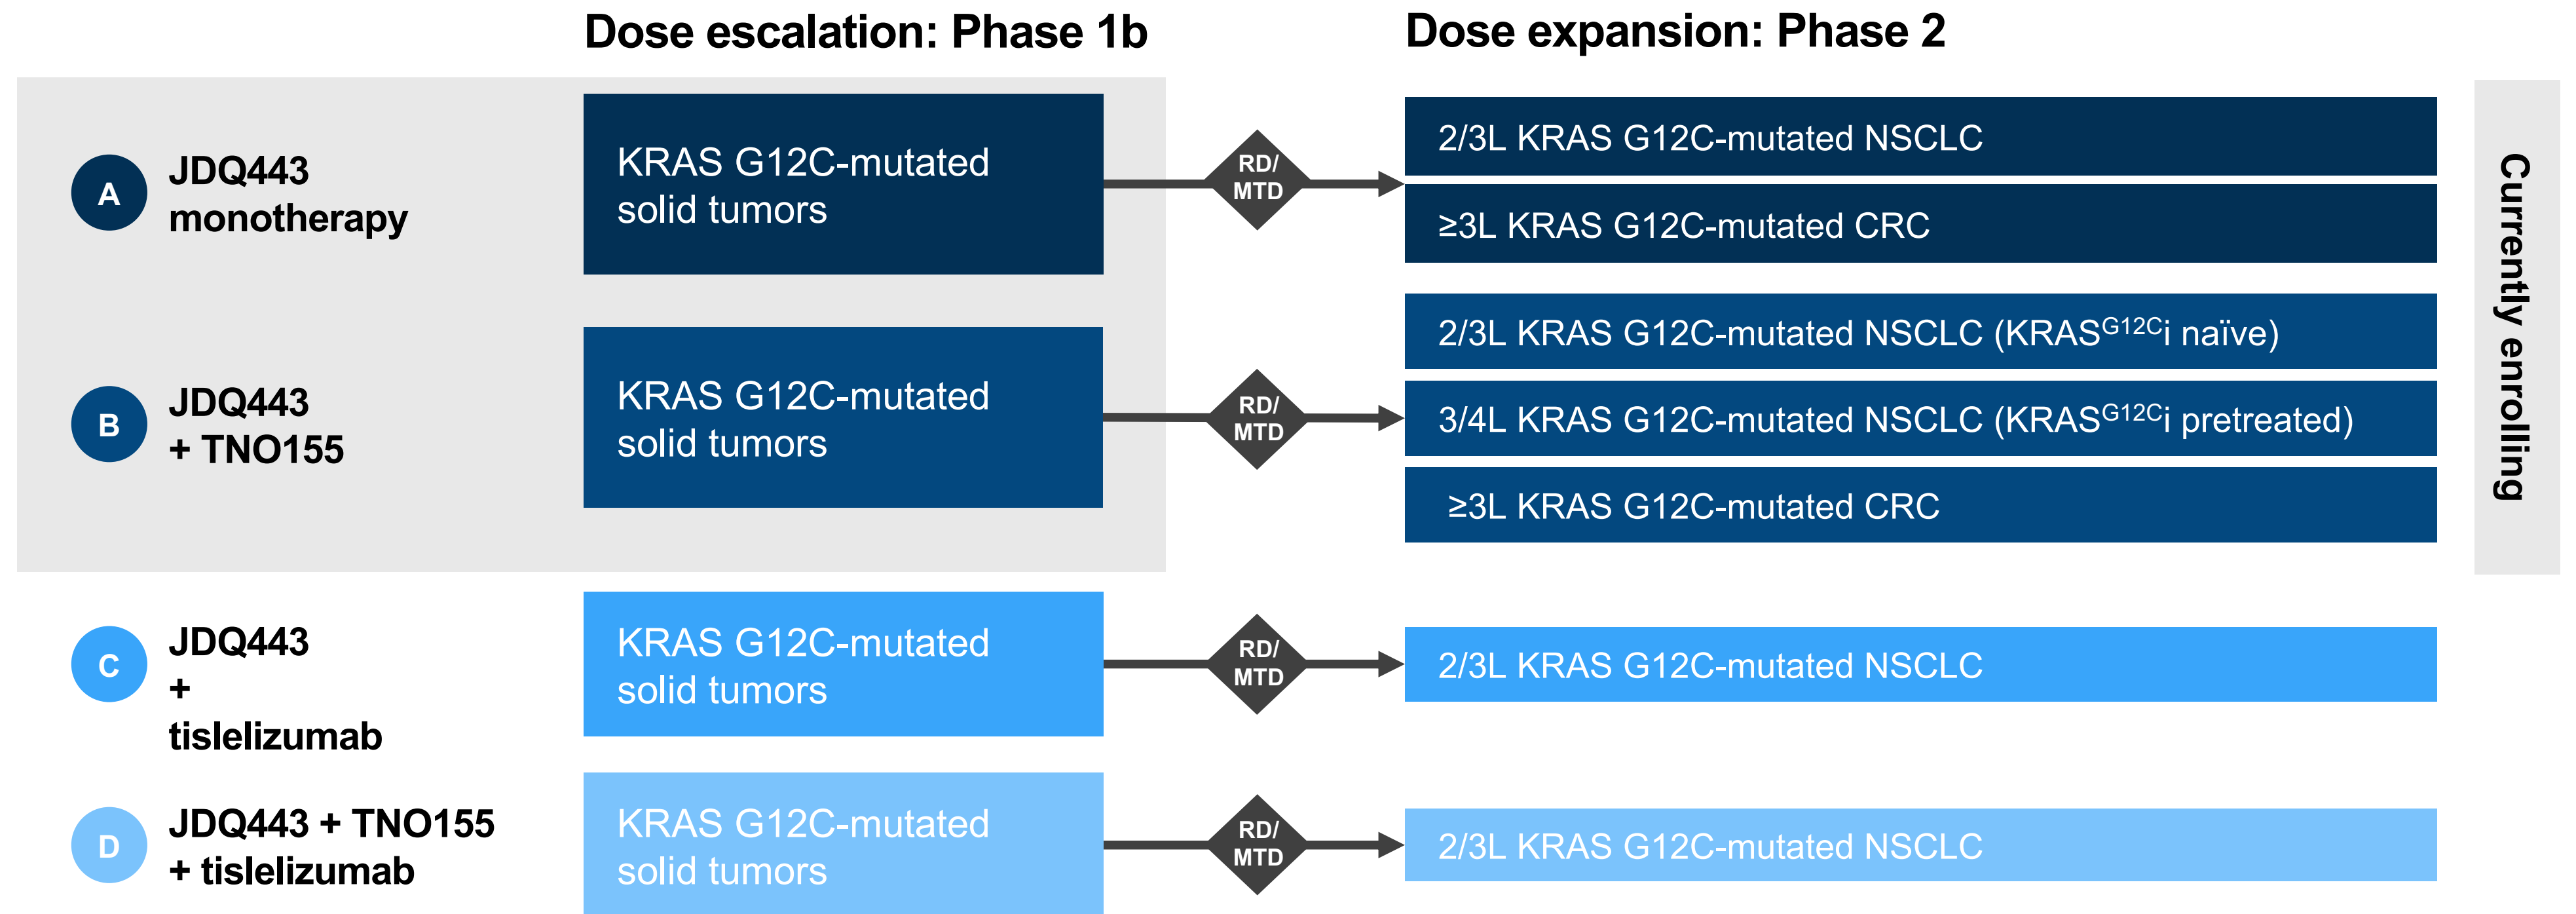 Dose escalation: Phase 1b
Dose expansion: Phase 2
A
JDQ443
monotherapy
KRAS G12C-mutated
solid tumors
RD/
MTD
2/3L KRAS G12C-mutated NSCLC
≥3L KRAS G12C-mutated CRC
B
JDQ443
+ TNO155
KRAS G12C-mutated
solid tumors
RD/
MTD
2/3L KRAS G12C-mutated NSCLC (KRASᴳ¹²ᶜi naïve)
3/4L KRAS G12C-mutated NSCLC (KRASᴳ¹²ᶜi pretreated)
≥3L KRAS G12C-mutated CRC
Currently enrolling
C
JDQ443
+
tislelizumab
KRAS G12C-mutated
solid tumors
RD/
MTD
2/3L KRAS G12C-mutated NSCLC
D
JDQ443 + TNO155
+ tislelizumab
KRAS G12C-mutated
solid tumors
RD/
MTD
2/3L KRAS G12C-mutated NSCLC